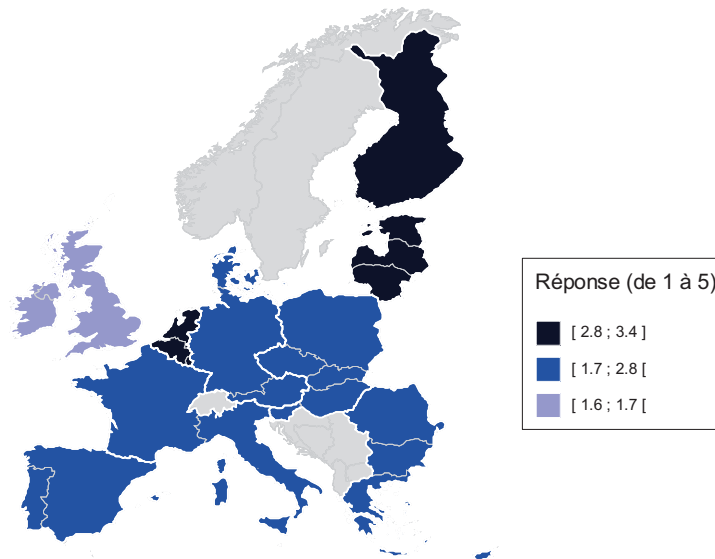 Réponse (de 1 à 5)
[ 2.8 ; 3.4 ]
[ 1.7 ; 2.8 [
[ 1.6 ; 1.7 [